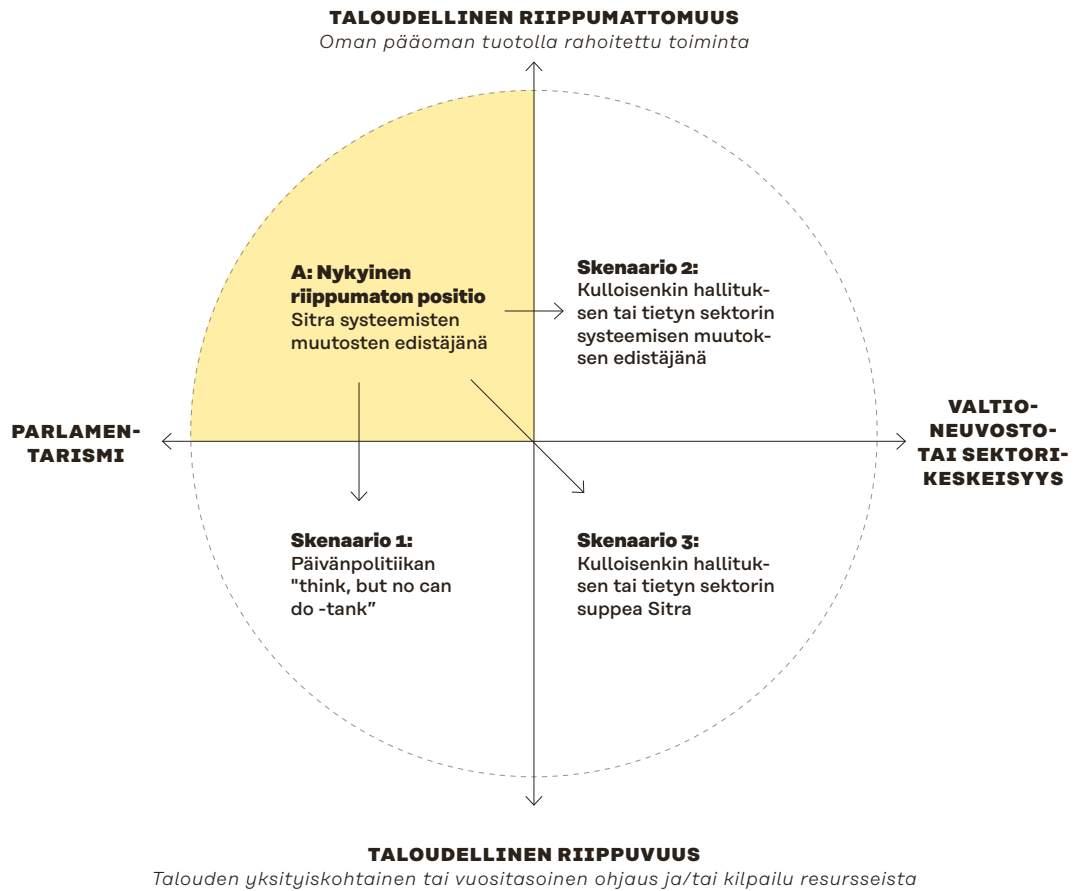 TALOUDELLINEN RIIPPUMATTOMUUS
Oman pääoman tuotolla rahoitettu toiminta
A: Nykyinen
riippumaton positio
Sitra systeemisten
muutosten edistäjänä
Skenaario 2:
Kulloisenkin hallituk-
sen tai tietyn sektorin
systeemisen muutok-
sen edistäjänä
PARLAMEN-
TARISMI
VALTIO-
NEUVOSTO-
TAI SEKTORI-
KESKEISYYS
Skenaario 1:
Päivänpolitiikan
"think, but no can
do -tank”
Skenaario 3:
Kulloisenkin hallituk-
sen tai tietyn sektorin
suppea Sitra
TALOUDELLINEN RIIPPUVUUS
Talouden yksityiskohtainen tai vuositasoinen ohjaus ja/tai kilpailu resursseista